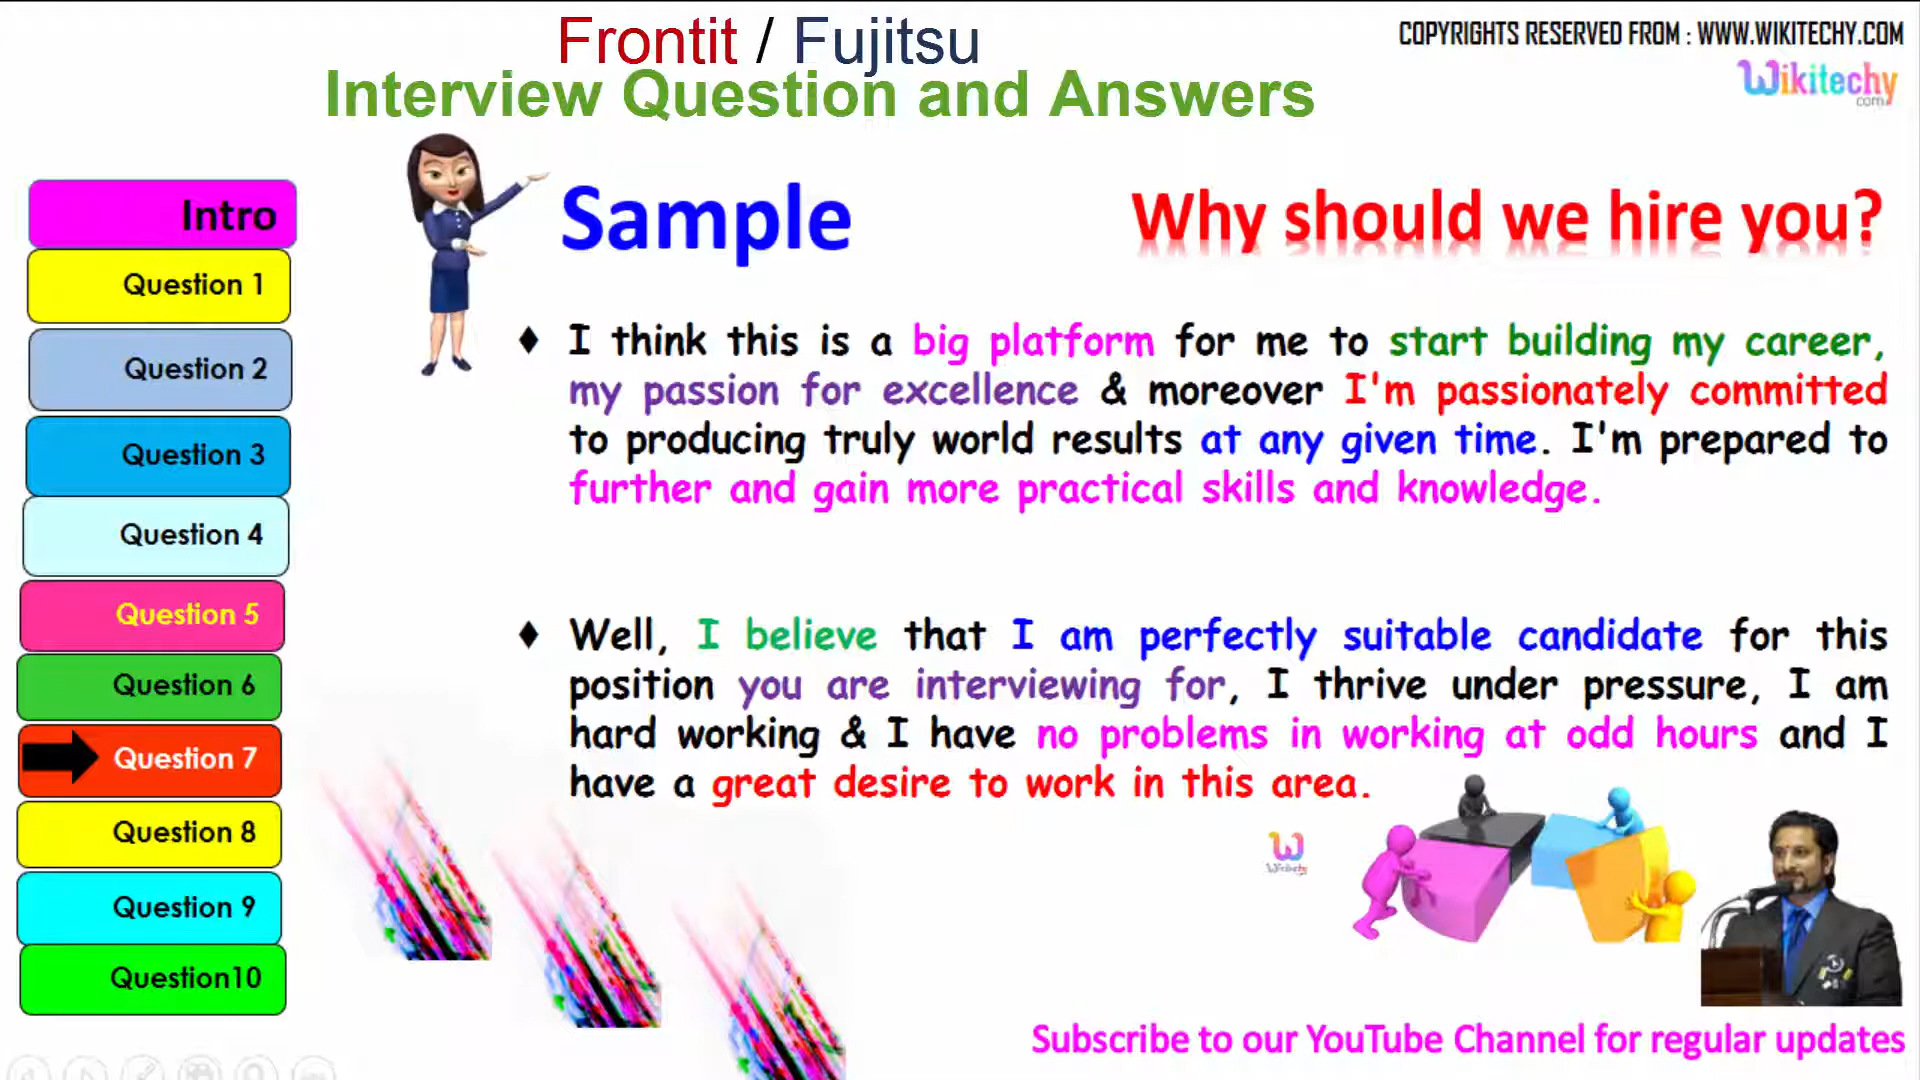 Frontit / Fujitsu
Interview Question and Answers
COPYRIGHTS RESERVED FROM : WWW.WIKITECHY.COM
Wikitechy
.com
Intro
Question 1
Question 2
Question 3
Question 4
Question 5
Question 6
Question 7
Question 8
Question 9
Question10
Sample
Why should we hire you?
♦ I think this is a big platform for me to start building my career,
my passion for excellence & moreover I'm passionately committed
to producing truly world results at any given time. I'm prepared to
further and gain more practical skills and knowledge.
♦ Well, I believe that I am perfectly suitable candidate for this
position you are interviewing for, I thrive under pressure, I am
hard working & I have no problems in working at odd hours and I
have a great desire to work in this area.
W
Wikitechy
Subscribe to our YouTube Channel for regular updates